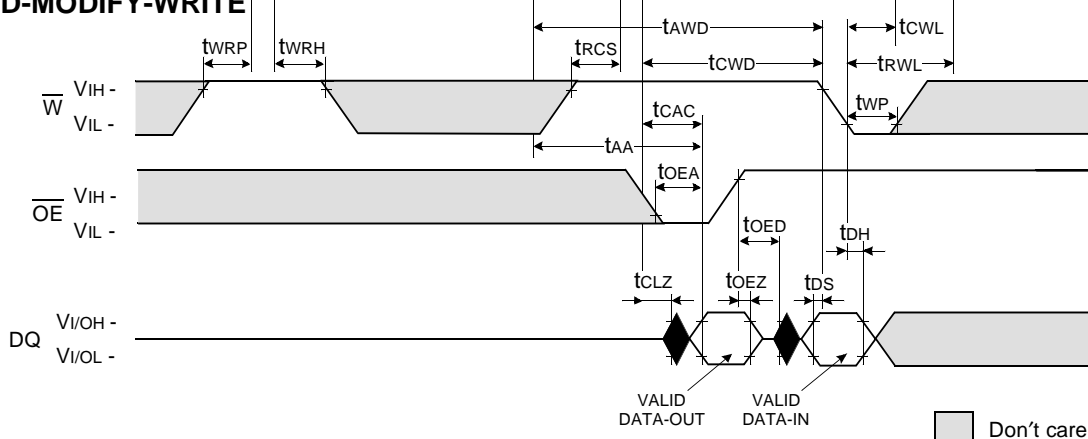 D-MODIFY-WRITE
tAWD
tCWL
tWRP
tWRH
tRCS
tCWD
tRWL
W
VIH -
VIL -
tCAC
tWP
tAA
OE
VIH -
VIL -
tOEA
tOED
tDH
tCLZ
tOEZ
tDS
DQ
VI/OH -
VI/OL -
VALID
DATA-OUT
VALID
DATA-IN
Don't care